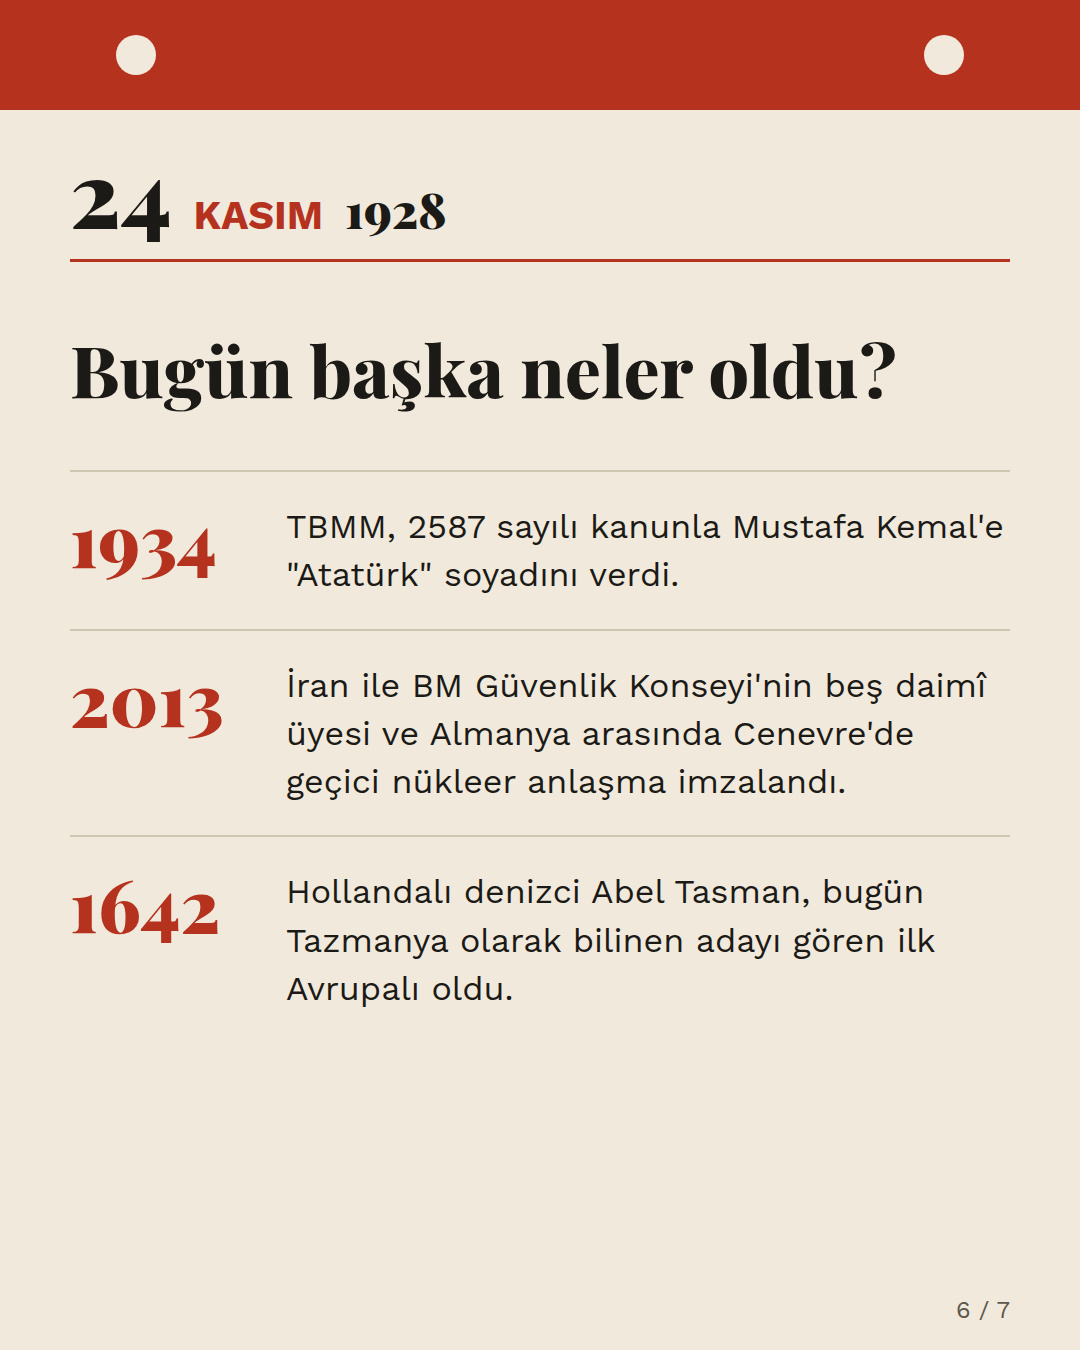 24 KASIM 1928
Bugün başka neler oldu?
1934
TBMM, 2587 sayılı kanunla Mustafa Kemal'e
"Atatürk" soyadını verdi.
2013
İran ile BM Güvenlik Konseyi'nin beş daimî
üyesi ve Almanya arasında Cenevre'de
geçici nükleer anlaşma imzalandı.
1642
Hollandalı denizci Abel Tasman, bugün
Tazmanya olarak bilinen adayı gören ilk
Avrupalı oldu.
6 / 7